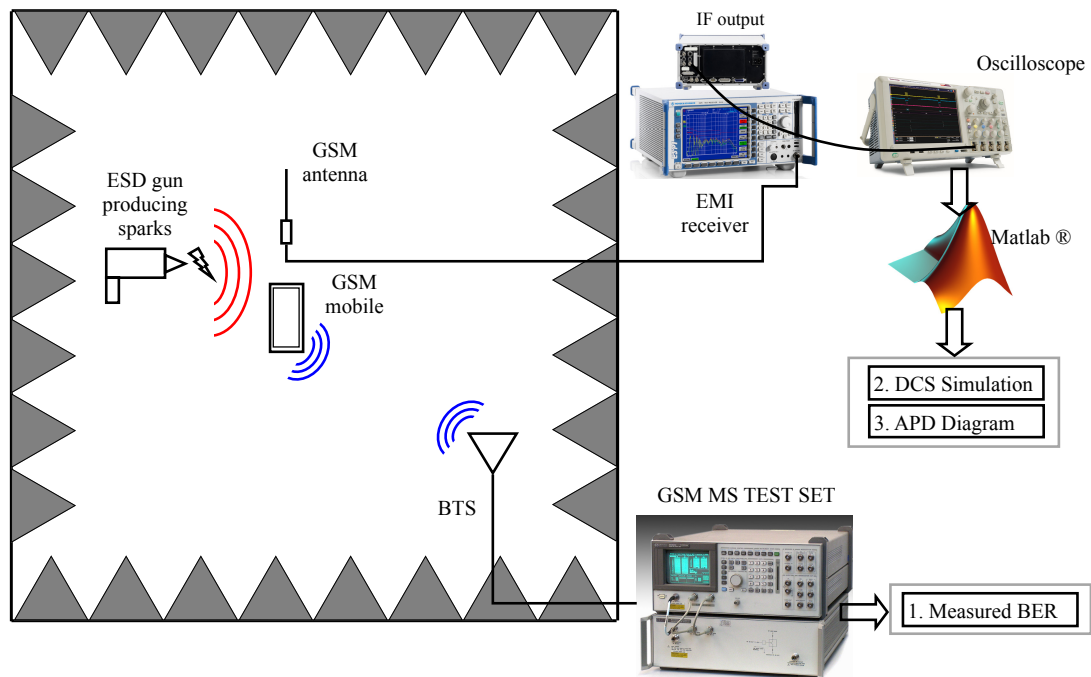 IF output
Oscilloscope
GSM
antenna
ESD gun
producing
sparks
EMI
receiver
Matlab ®
GSM
mobile
2. DCS Simulation
3. APD Diagram
BTS
GSM MS TEST SET
1. Measured BER